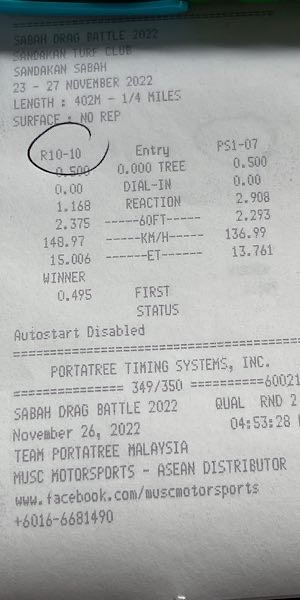 SABAH DRAG BATTLE 2022
SANDAKAN TURF CLUB
SANDAKAN SABAH
23 - 27 NOVEMBER 2022
LENGTH : 402M - 1/4 MILES
SURFACE : NO REP
R10-10 Entry PS1-07
0.500 0.000 TREE 0.500
0.00 DIAL-IN 0.00
1.168 REACTION 2.908
2.375 -----60FT----- 2.293
148.97 -----KM/H----- 136.99
15.006 ------ET----- 13.761
WINNER
0.495 FIRST
STATUS
Autostart Disabled
PORTATREE TIMING SYSTEMS, INC.
============== 349/350 ==========60021
SABAH DRAG BATTLE 2022 QUAL RND 2
November 26, 2022 04:53:28
TEAM PORTATREE MALAYSIA
MUSC MOTORSPORTS - ASEAN DISTRIBUTOR
www.facebook.com/muscmotorsports
+6016-6681490